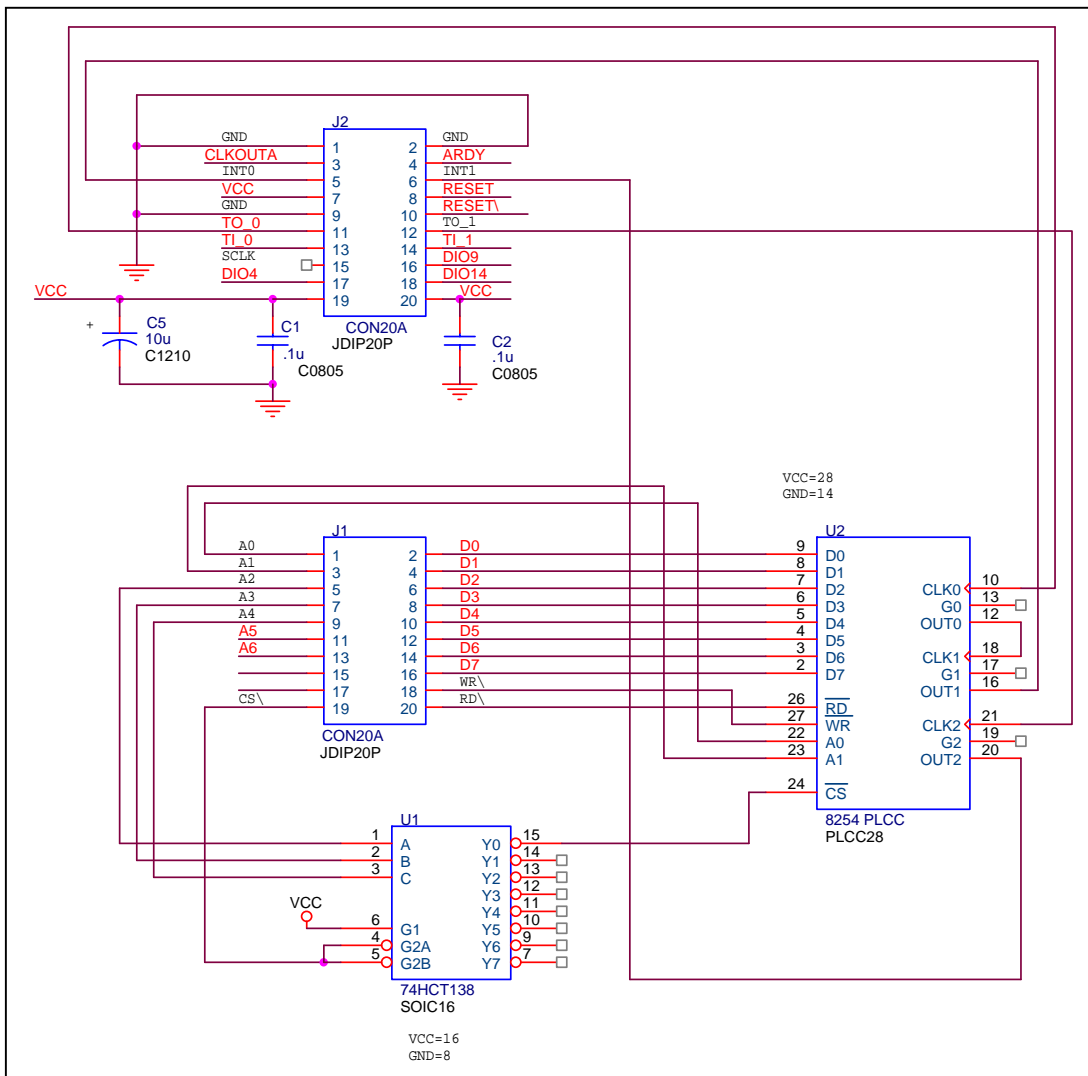 J2
GND 1 2 GND
CLKOUTA 3 4 ARDY
INT0 5 6 INT1
VCC 7 8 RESET
GND 9 10 RESET\
TO_0 11 12 TO_1
TI_0 13 14 TI_1
SCLK 15 16 DIO9
DIO4 17 18 DIO14
VCC 19 20 VCC
CON20A
JDIP20P
+
C5
10u
C1210
C1
.1u
C0805
C2
.1u
C0805
J1
A0 1 2 D0
A1 3 4 D1
A2 5 6 D2
A3 7 8 D3
A4 9 10 D4
A5 11 12 D5
A6 13 14 D6
15 16 D7
17 18 WR\
CS\ 19 20 RD\
CON20A
JDIP20P
VCC=28
GND=14
U2
9 D0
8 D1
7 D2
6 D3
5 D4
4 D5
3 D6
2 D7
26 RD
27 WR
22 A0
23 A1
24 CS
CLK0 10
G0 13
OUT0 12
CLK1 18
G1 17
OUT1 16
CLK2 21
G2 19
OUT2 20
8254 PLCC
PLCC28
U1
1 A
2 B
3 C
VCC
6 G1
4 G2A
5 G2B
Y0 15
Y1 14
Y2 13
Y3 12
Y4 11
Y5 10
Y6 9
Y7 7
74HCT138
SOIC16
VCC=16
GND=8